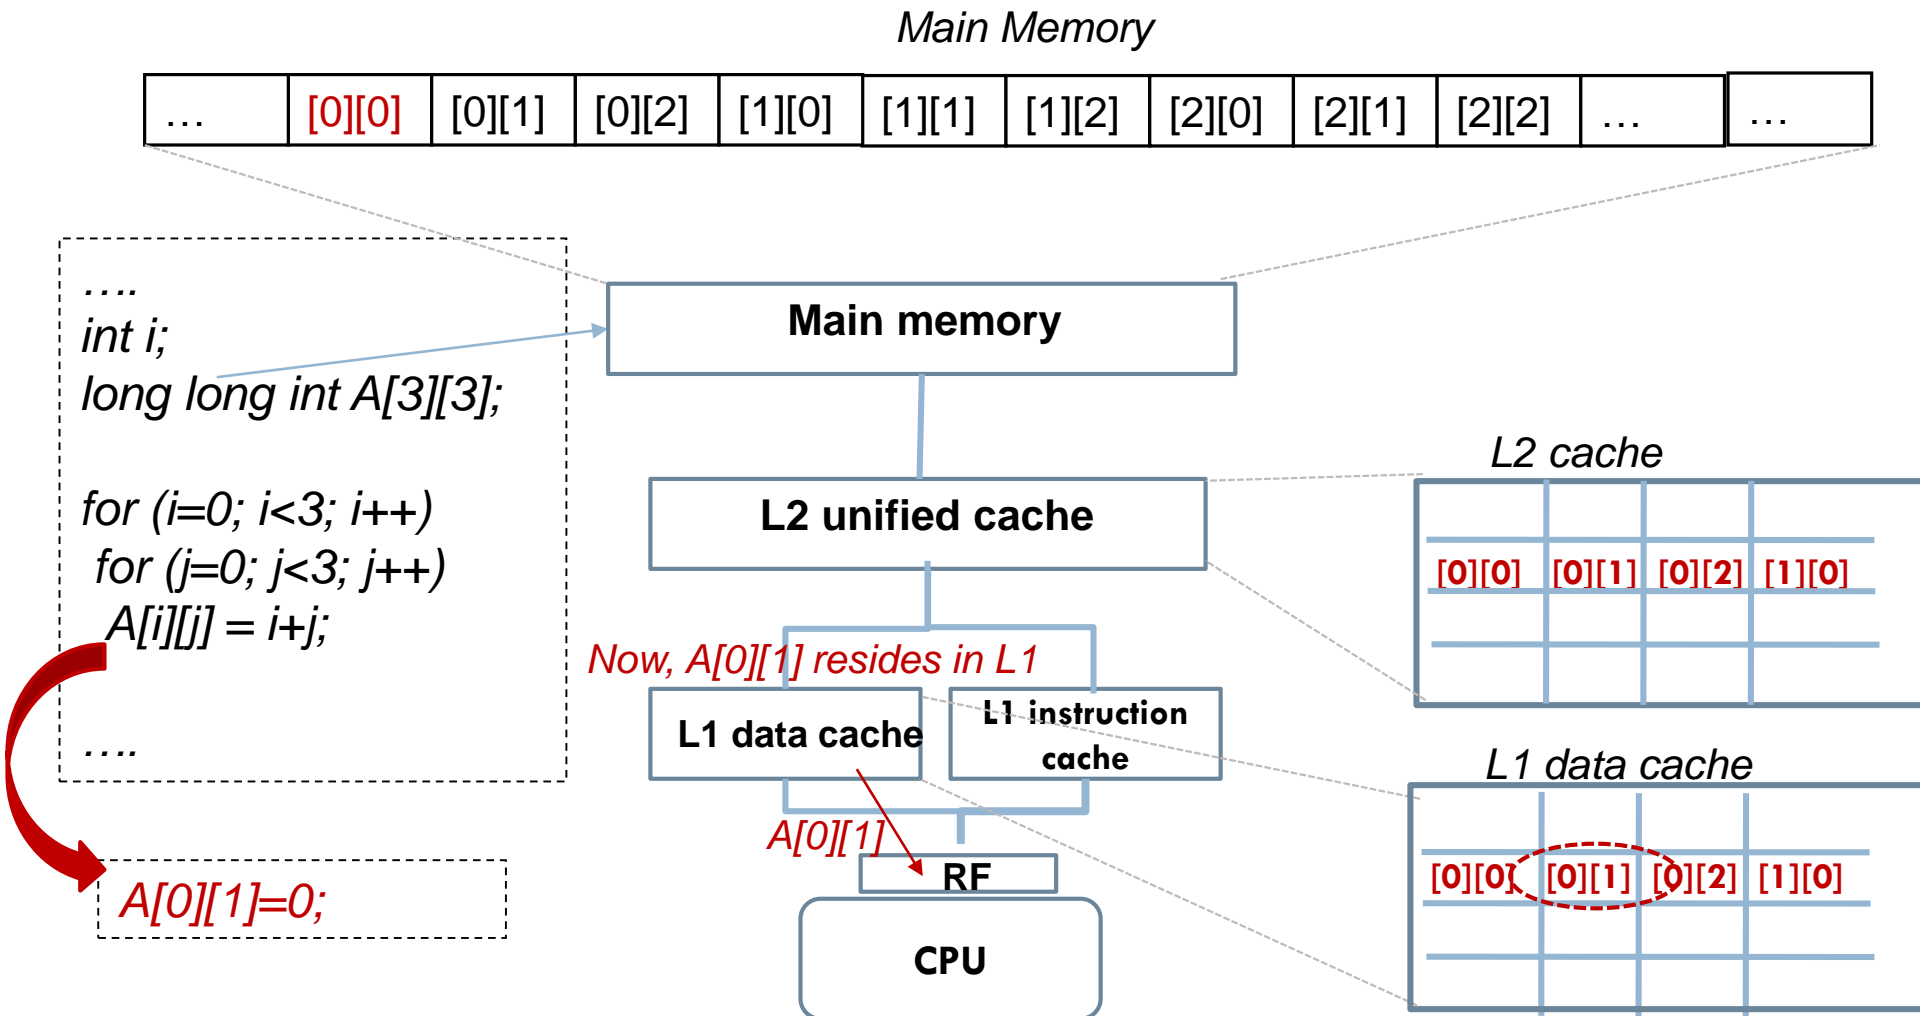 Main Memory
… [0][0] [0][1] [0][2] [1][0] [1][1] [1][2] [2][0] [2][1] [2][2] … …
….
int i;
long long int A[3][3];
for (i=0; i<3; i++)
for (j=0; j<3; j++)
A[i][j] = i+j;
….
A[0][1]=0;
Main memory
L2 unified cache
Now, A[0][1] resides in L1
L1 data cache
L1 instruction
cache
A[0][1]
RF
CPU
L2 cache
[0][0] [0][1] [0][2] [1][0]
L1 data cache
[0][0] [0][1] [0][2] [1][0]